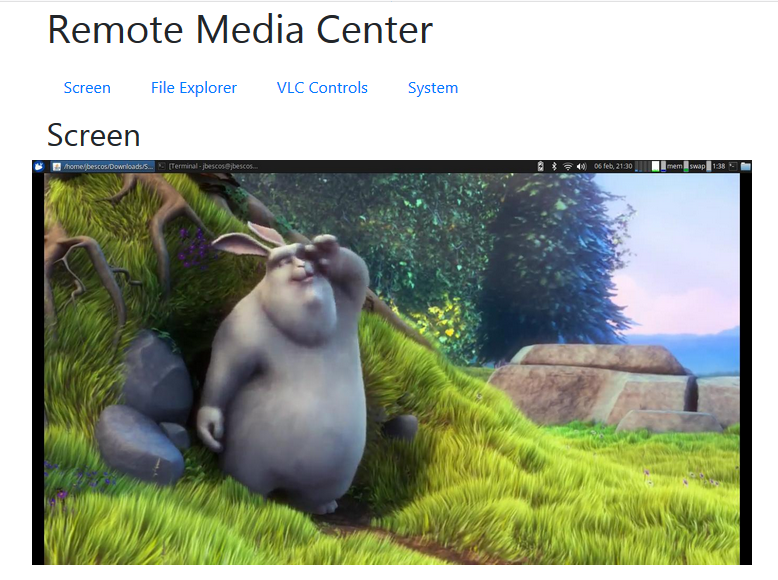 Remote Media Center
Screen File Explorer VLC Controls System
Screen
/home/jbescos/Downloads/S... [Terminal - jbescos@jbescos... 06 feb, 21:30 mem swap 1:38